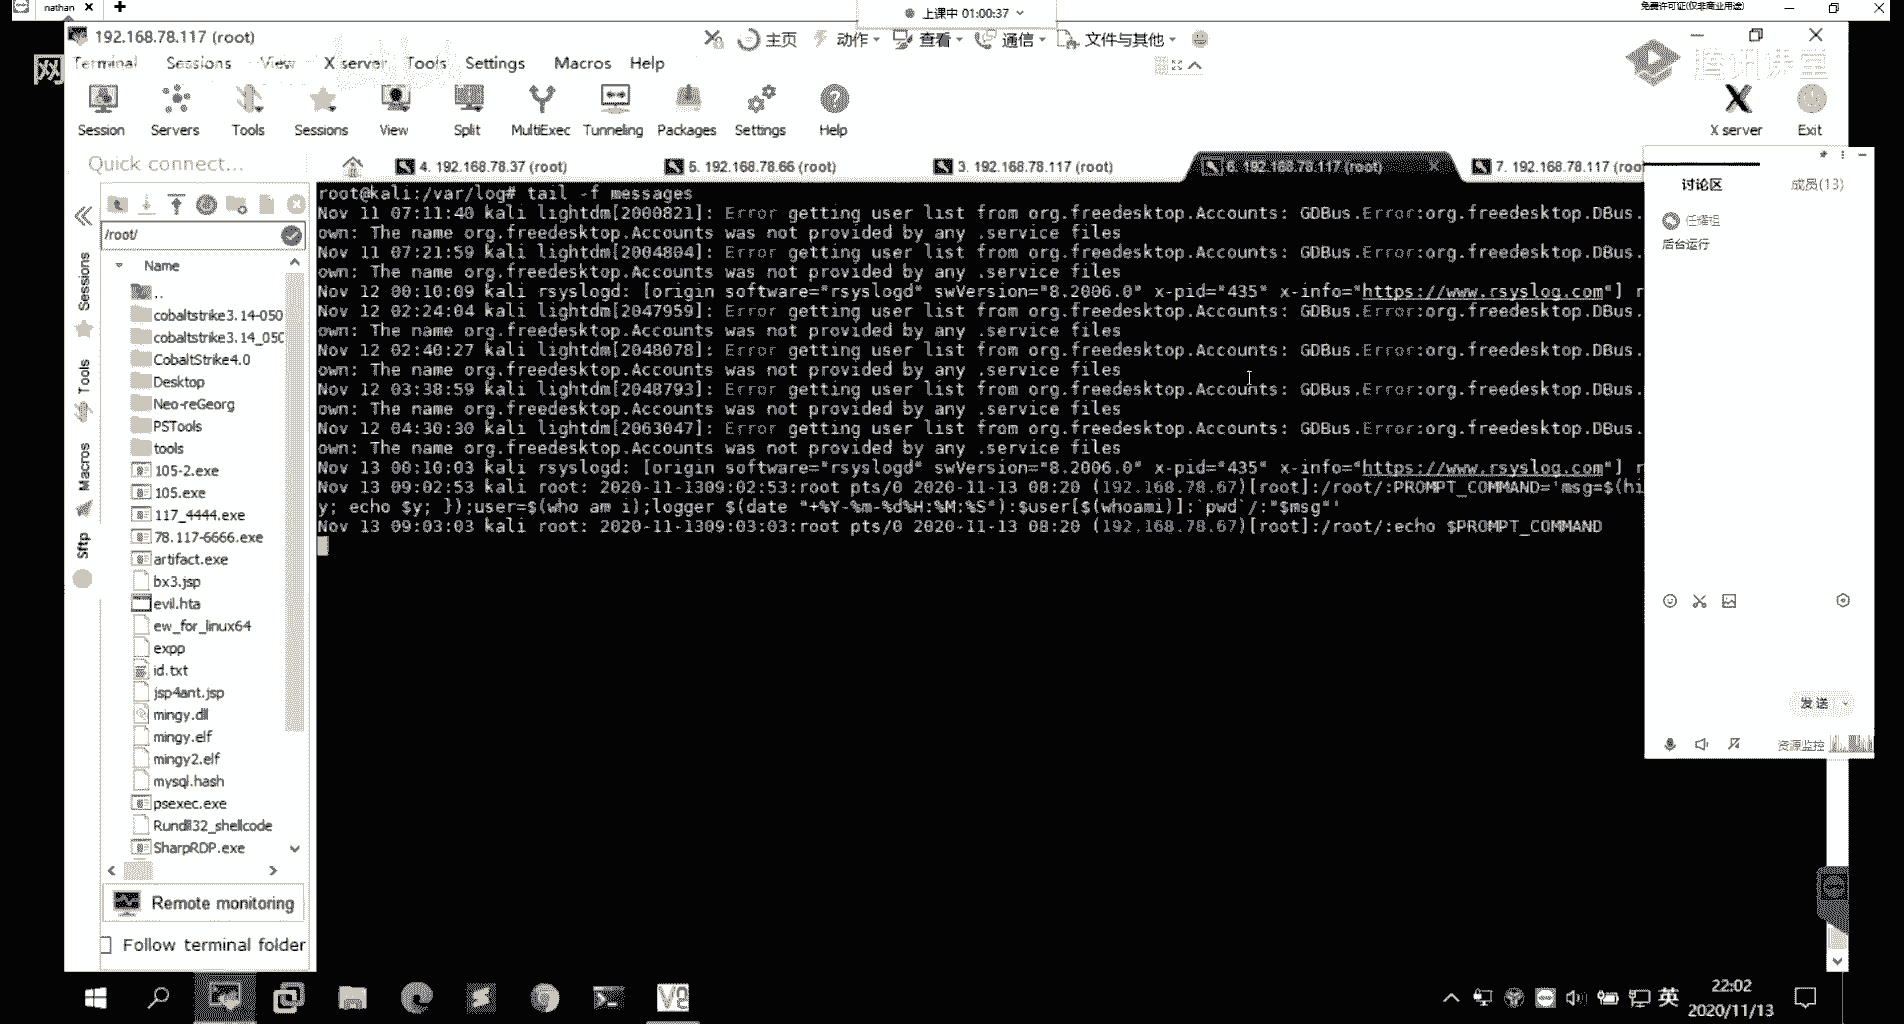 nathan
上课中 01:00:37
免费许可证(仅非商业用途)
192.168.78.117 (root)
主页
动作
查看
通信
文件与其他
网
Terminal Sessions View X server Tools Settings Macros Help
腾讯课堂
Session Servers Tools Sessions View Split MultiExec Tunneling Packages Settings Help
X server Exit
Quick connect...
4. 192.168.78.37 (root)
5. 192.168.78.66 (root)
3. 192.168.78.117 (root)
6. 192.168.78.117 (root)
7. 192.168.78.117 (root
/root/
Name
..
cobaltstrike3.14-050
cobaltstrike3.14_050
CobaltStrike4.0
Desktop
Neo-reGeorg
PSTools
tools
105-2.exe
105.exe
117_4444.exe
78.117-6666.exe
artifact.exe
bx3.jsp
evil.hta
ew_for_linux64
expp
id.txt
jsp4ant.jsp
mingy.dll
mingy.elf
mingy2.elf
mysql.hash
psexec.exe
Rundll32_shellcode
SharpRDP.exe
Remote monitoring
Follow terminal folder
Sessions
Tools
Macros
Sftp
root@kali:/var/log# tail -f messages
Nov 11 07:11:40 kali lightdm[2000821]: Error getting user list from org.freedesktop.Accounts: GDBus.Error:org.freedesktop.DBus.
own: The name org.freedesktop.Accounts was not provided by any .service files
Nov 11 07:21:59 kali lightdm[2004804]: Error getting user list from org.freedesktop.Accounts: GDBus.Error:org.freedesktop.DBus.
own: The name org.freedesktop.Accounts was not provided by any .service files
Nov 12 00:10:09 kali rsyslogd: [origin software="rsyslogd" swVersion="8.2006.0" x-pid="435" x-info="https://www.rsyslog.com"] r
Nov 12 02:24:04 kali lightdm[2047959]: Error getting user list from org.freedesktop.Accounts: GDBus.Error:org.freedesktop.DBus.
own: The name org.freedesktop.Accounts was not provided by any .service files
Nov 12 02:40:27 kali lightdm[2048078]: Error getting user list from org.freedesktop.Accounts: GDBus.Error:org.freedesktop.DBus.
own: The name org.freedesktop.Accounts was not provided by any .service files
Nov 12 03:38:59 kali lightdm[2048793]: Error getting user list from org.freedesktop.Accounts: GDBus.Error:org.freedesktop.DBus.
own: The name org.freedesktop.Accounts was not provided by any .service files
Nov 12 04:30:30 kali lightdm[2063047]: Error getting user list from org.freedesktop.Accounts: GDBus.Error:org.freedesktop.DBus.
own: The name org.freedesktop.Accounts was not provided by any .service files
Nov 13 00:10:03 kali rsyslogd: [origin software="rsyslogd" swVersion="8.2006.0" x-pid="435" x-info="https://www.rsyslog.com"] r
Nov 13 09:02:53 kali root: 2020-11-1309:02:53:root pts/0 2020-11-13 08:20 (192.168.78.67)[root]:/root/:PROMPT_COMMAND='msg=$(hi
y; echo $y; });user=$(who am i);logger $(date "+%Y-%m-%d%H:%M:%S"):$user[$(whoami)]:`pwd`/:"$msg"'
Nov 13 09:03:03 kali root: 2020-11-1309:03:03:root pts/0 2020-11-13 08:20 (192.168.78.67)[root]:/root/:echo $PROMPT_COMMAND
讨论区
成员(13)
后台运行
发送
资源监控
英
22:02
2020/11/13